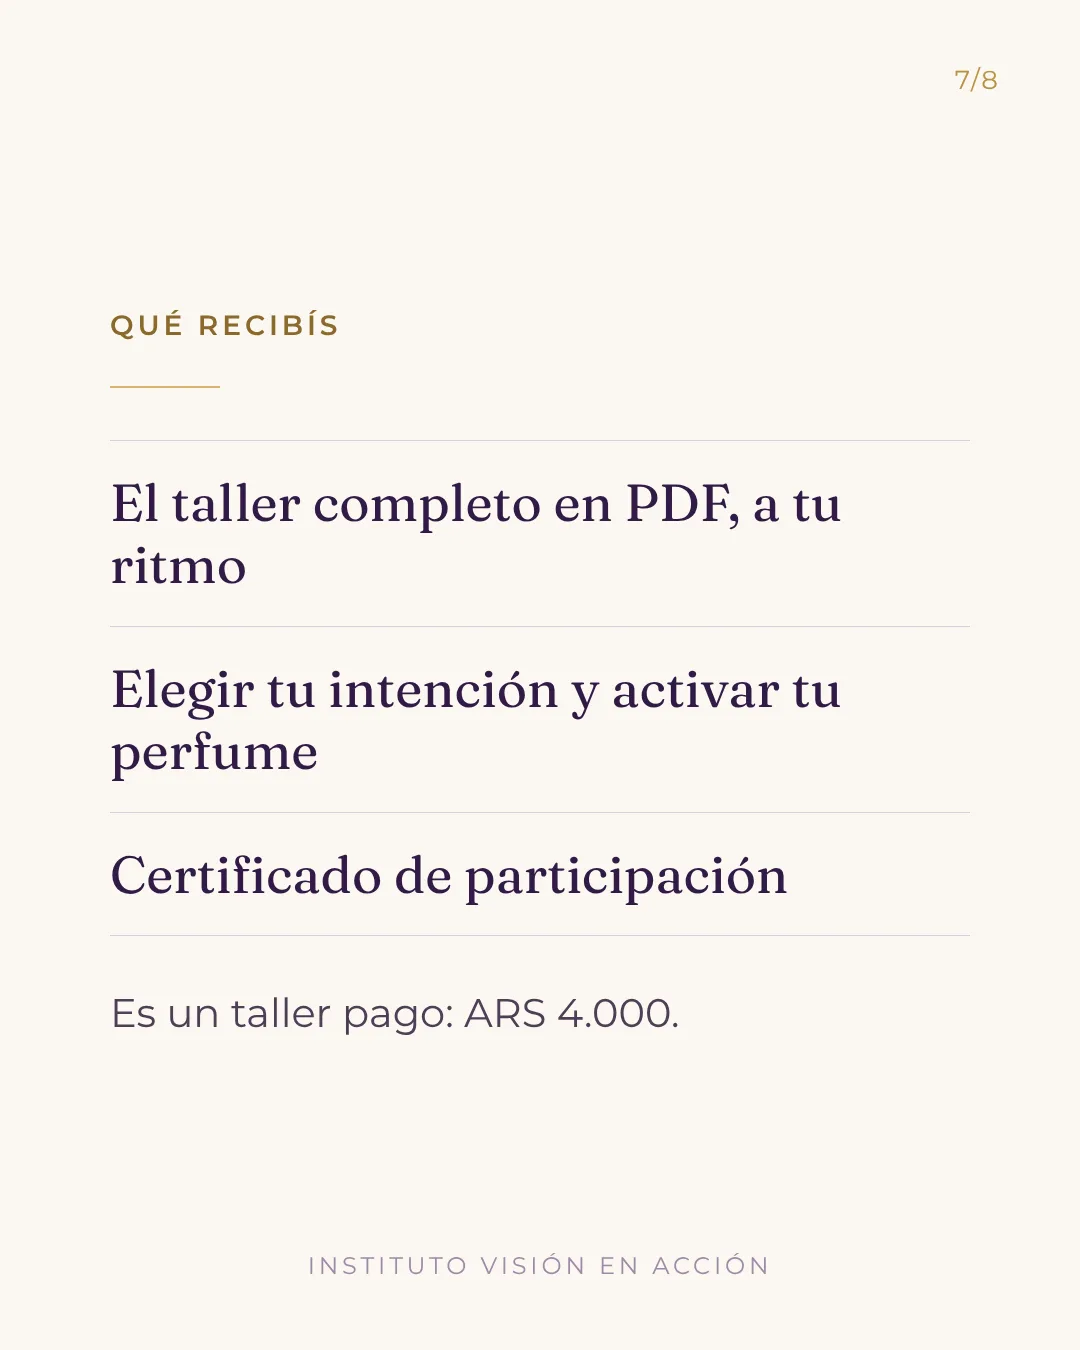 7/8
QUÉ RECIBÍS
El taller completo en PDF, a tu
ritmo
Elegir tu intención y activar tu
perfume
Certificado de participación
Es un taller pago: ARS 4.000.
INSTITUTO VISIÓN EN ACCIÓN